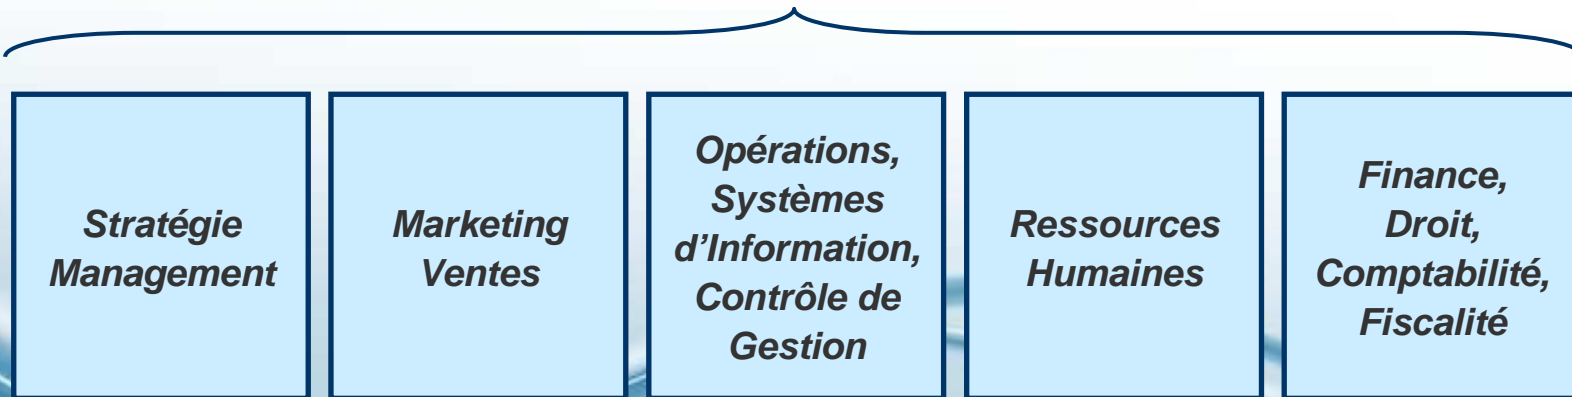 Stratégie
Management
Marketing
Ventes
Opérations,
Systèmes
d’Information,
Contrôle de
Gestion
Ressources
Humaines
Finance,
Droit,
Comptabilité,
Fiscalité